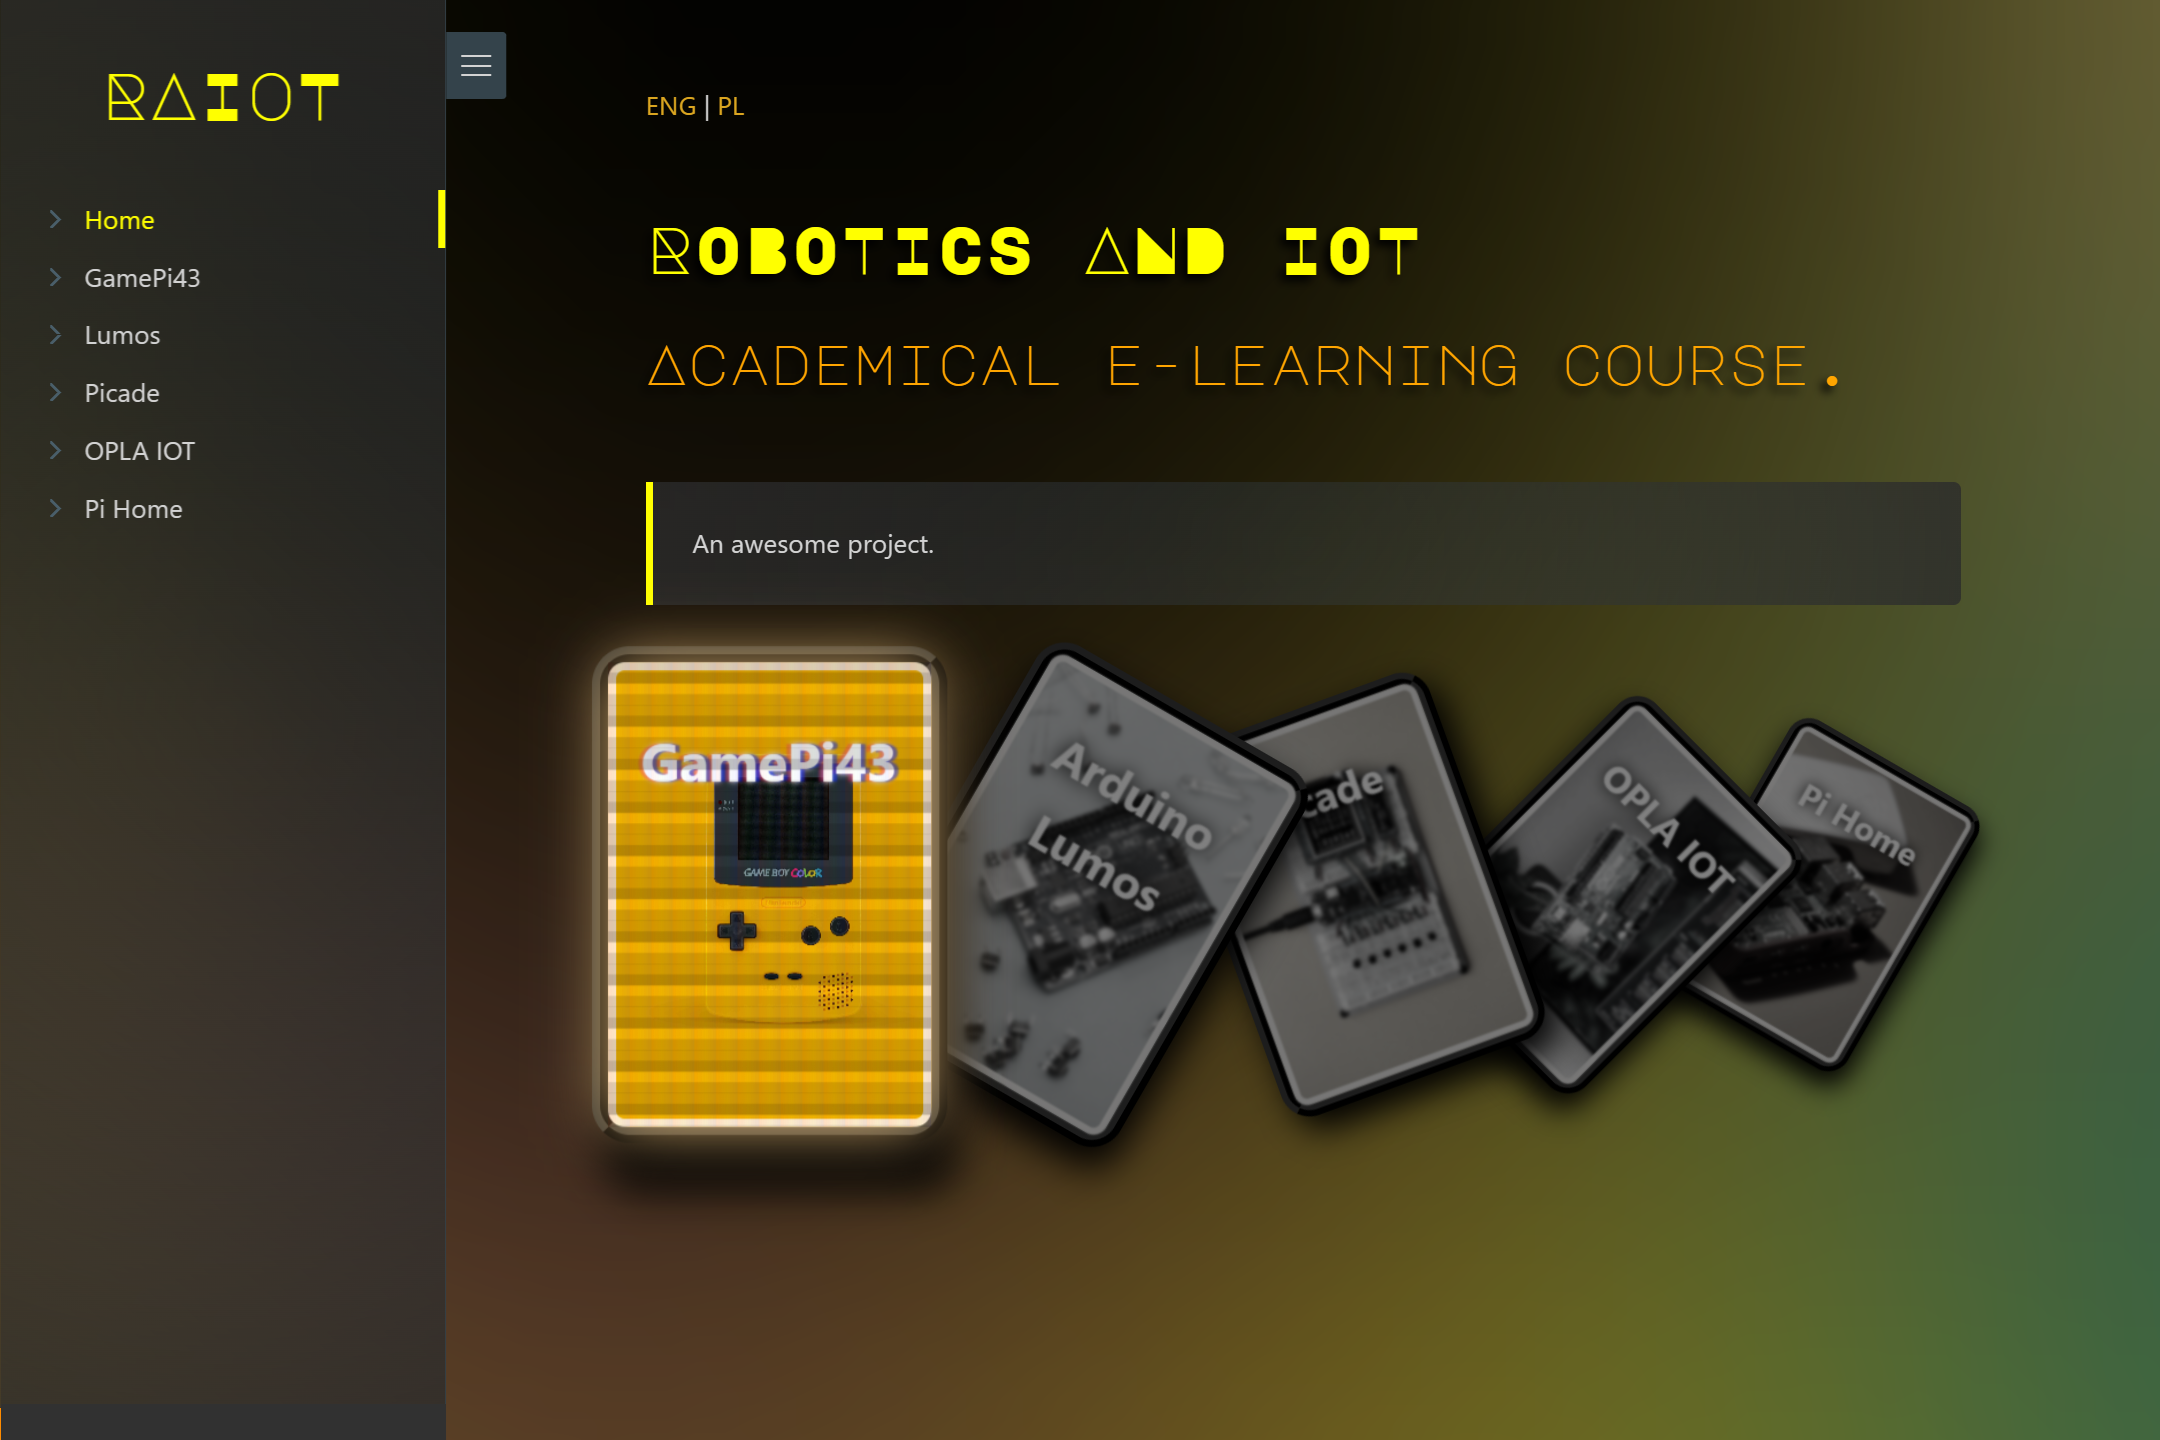 RAIOT
Home
GamePi43
Lumos
Picade
OPLA IOT
Pi Home
ENG | PL
ROBOTICS AND IOT
ACADEMICAL E-LEARNING COURSE.
An awesome project.
GamePi43
GAME BOY COLOR
Arduino
Lumos
cade
OPLA IOT
Pi Home